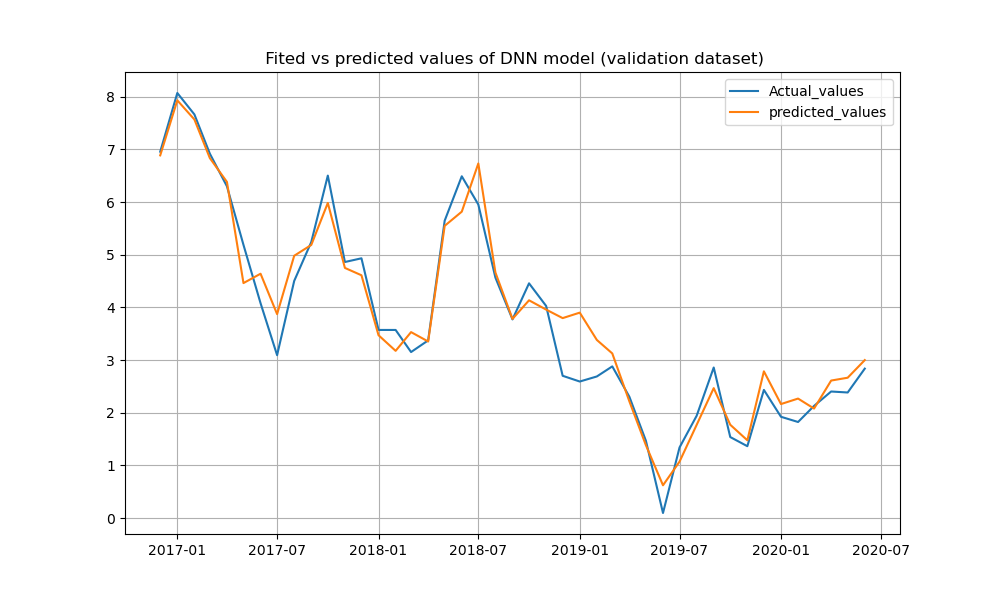 Fited vs predicted values of DNN model (validation dataset)
Actual_values
predicted_values
8
7
6
5
4
3
2
1
0
2017-01 2017-07 2018-01 2018-07 2019-01 2019-07 2020-01 2020-07